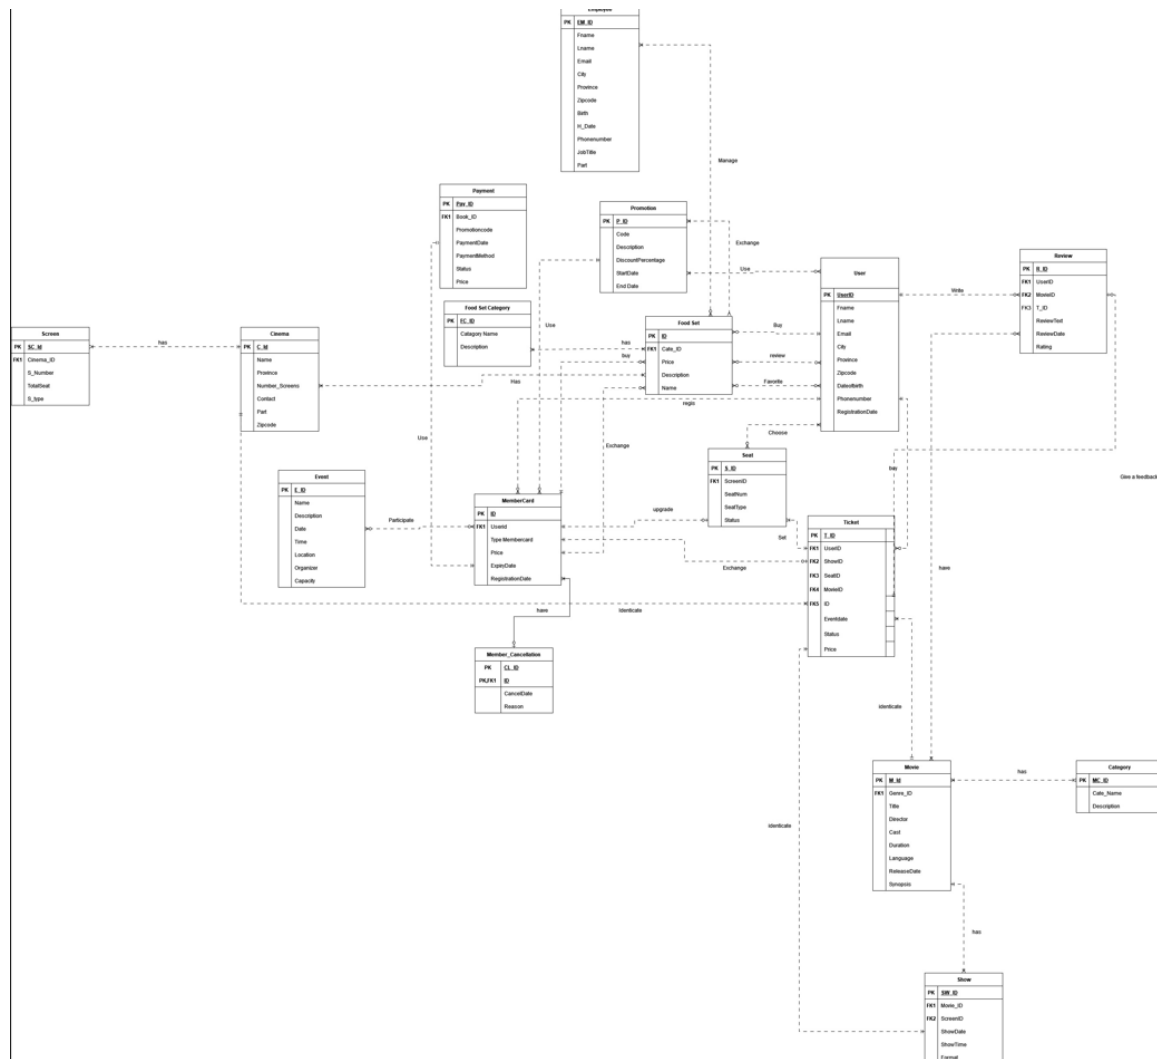 Employee
PK EM_ID
Fname
Lname
Email
City
Province
Zipcode
Birth
H_Date
Phonenumber
JobTitle
Part
Manage
Payment
PK Pay_ID
FK1 Book_ID
Promotioncode
PaymentDate
PaymentMethod
Status
Price
Promotion
PK P_ID
Code
Description
DiscountPercentage
StartDate
End Date
Exchange
Use
User
PK UserID
Fname
Lname
Email
City
Province
Zipcode
DateofBirth
Phonenumber
RegistrationDate
Write
Review
PK R_ID
FK1 UserID
FK2 MovieID
FK3 T_ID
ReviewText
ReviewDate
Rating
Food Set Category
PK FC_ID
Catagory Name
Description
Use
has
buy
Food Set
PK ID
FK1 Cate_ID
Price
Description
Name
Buy
review
Favorite
regis
Screen
PK SC_Id
FK1 Cinema_ID
S_Number
TotalSeat
S_type
has
Cinema
PK C_Id
Name
Province
Number_Screens
Contact
Part
Zipcode
Has
Use
Exchange
Choose
Seat
PK S_ID
FK1 ScreenID
SeatNum
SeatType
Status
buy
Give a feedback
Event
PK E_ID
Name
Description
Date
Time
Location
Organizer
Capacity
Participate
MemberCard
PK ID
FK1 Userid
Type Membercard
Price
ExpiryDate
RegistrationDate
upgrade
Set
Exchange
Ticket
PK T_ID
FK1 UserID
FK2 ShowID
FK3 SeatID
FK4 MovieID
FK5 ID
Eventdate
Status
Price
have
have
Identicate
Member_Cancellation
PK CL_ID
PK,FK1 ID
CancelDate
Reason
identicate
Movie
PK M_Id
FK1 Genre_ID
Title
Director
Cast
Duration
Language
ReleaseDate
Synopsis
has
Category
PK MC_ID
Cate_Name
Description
identicate
has
Show
PK SW_ID
FK1 Movie_ID
FK2 ScreenID
ShowDate
ShowTime
Format